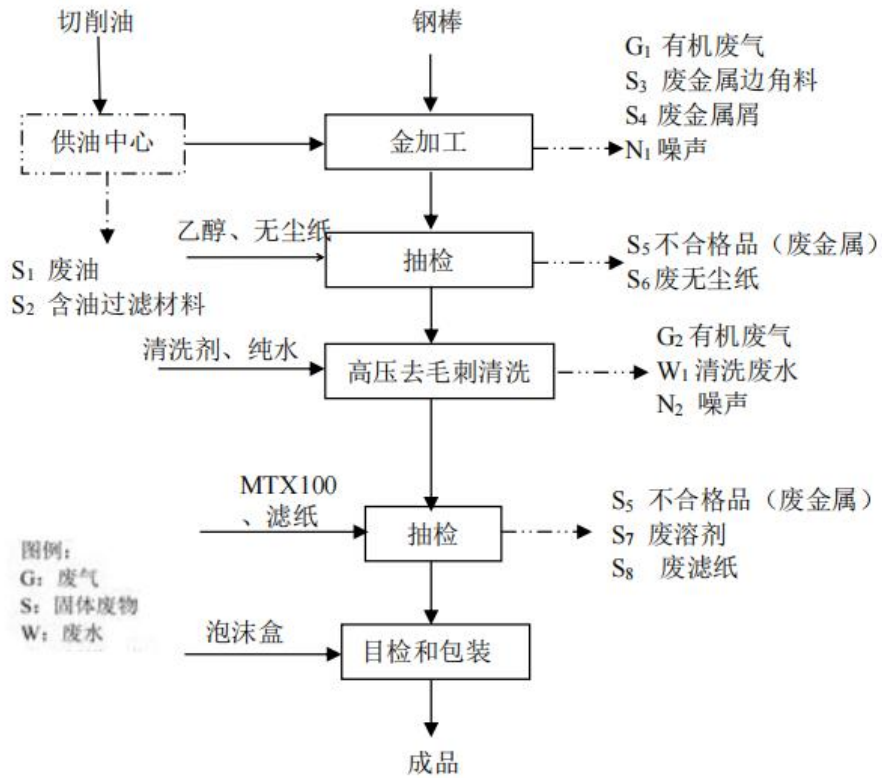 切削油
钢棒
供油中心
金加工
G₁ 有机废气
S₃ 废金属边角料
S₄ 废金属屑
N₁ 噪声
S₁ 废油
S₂ 含油过滤材料
乙醇、无尘纸
抽检
S₅ 不合格品（废金属）
S₆ 废无尘纸
清洗剂、纯水
高压去毛刺清洗
G₂ 有机废气
W₁ 清洗废水
N₂ 噪声
MTX100
、滤纸
抽检
S₅ 不合格品（废金属）
S₇ 废溶剂
S₈ 废滤纸
图例：
G：废气
S：固体废物
W：废水
泡沫盒
目检和包装
成品